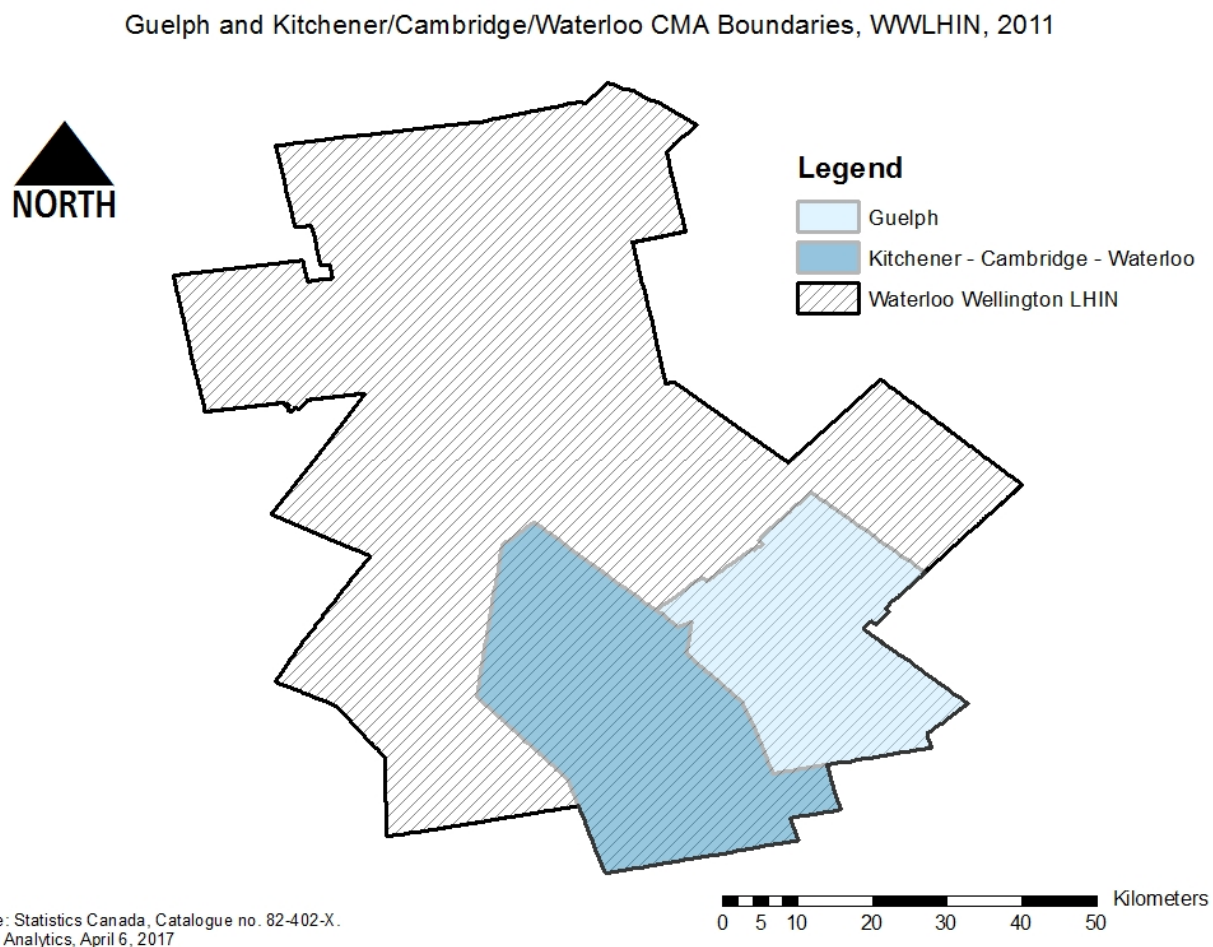 Guelph and Kitchener/Cambridge/Waterloo CMA Boundaries, WWLHIN, 2011
NORTH
Legend
Guelph
Kitchener - Cambridge - Waterloo
Waterloo Wellington LHIN
Kilometers
0 5 10 20 30 40 50
e: Statistics Canada, Catalogue no. 82-402-X.
Analytics, April 6, 2017